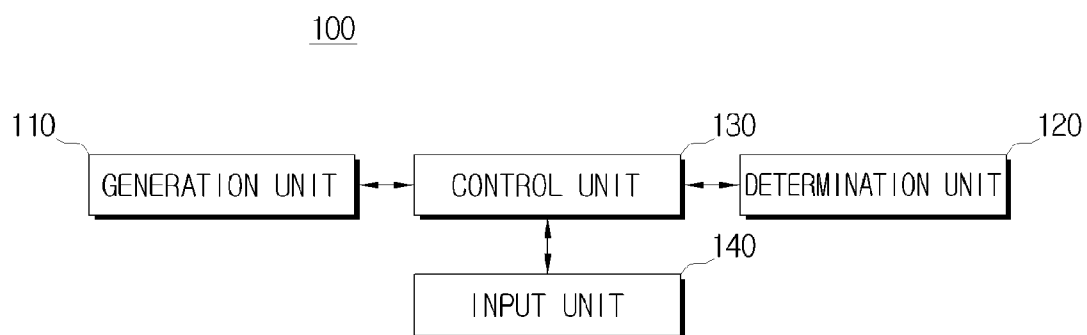 100
110
130
120
GENERATION UNIT
CONTROL UNIT
DETERMINATION UNIT
140
INPUT UNIT